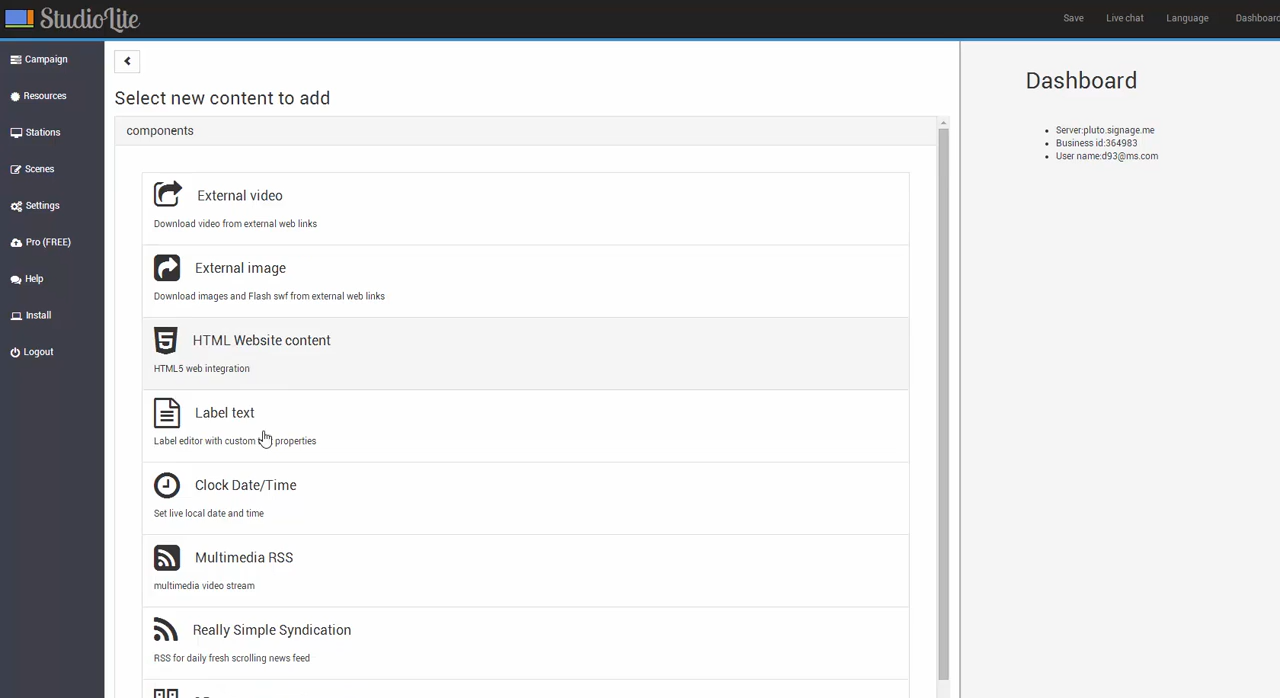 StudioLite
Save Live chat Language Dashboard
Campaign
Resources
Stations
Scenes
Settings
Pro (FREE)
Help
Install
Logout
Select new content to add
components
External video
Download video from external web links
External image
Download images and Flash swf from external web links
HTML Website content
HTML5 web integration
Label text
Label editor with custom properties
Clock Date/Time
Set live local date and time
Multimedia RSS
multimedia video stream
Really Simple Syndication
RSS for daily fresh scrolling news feed
Dashboard
Server:pluto.signage.me
Business id:364983
User name:d93@ms.com